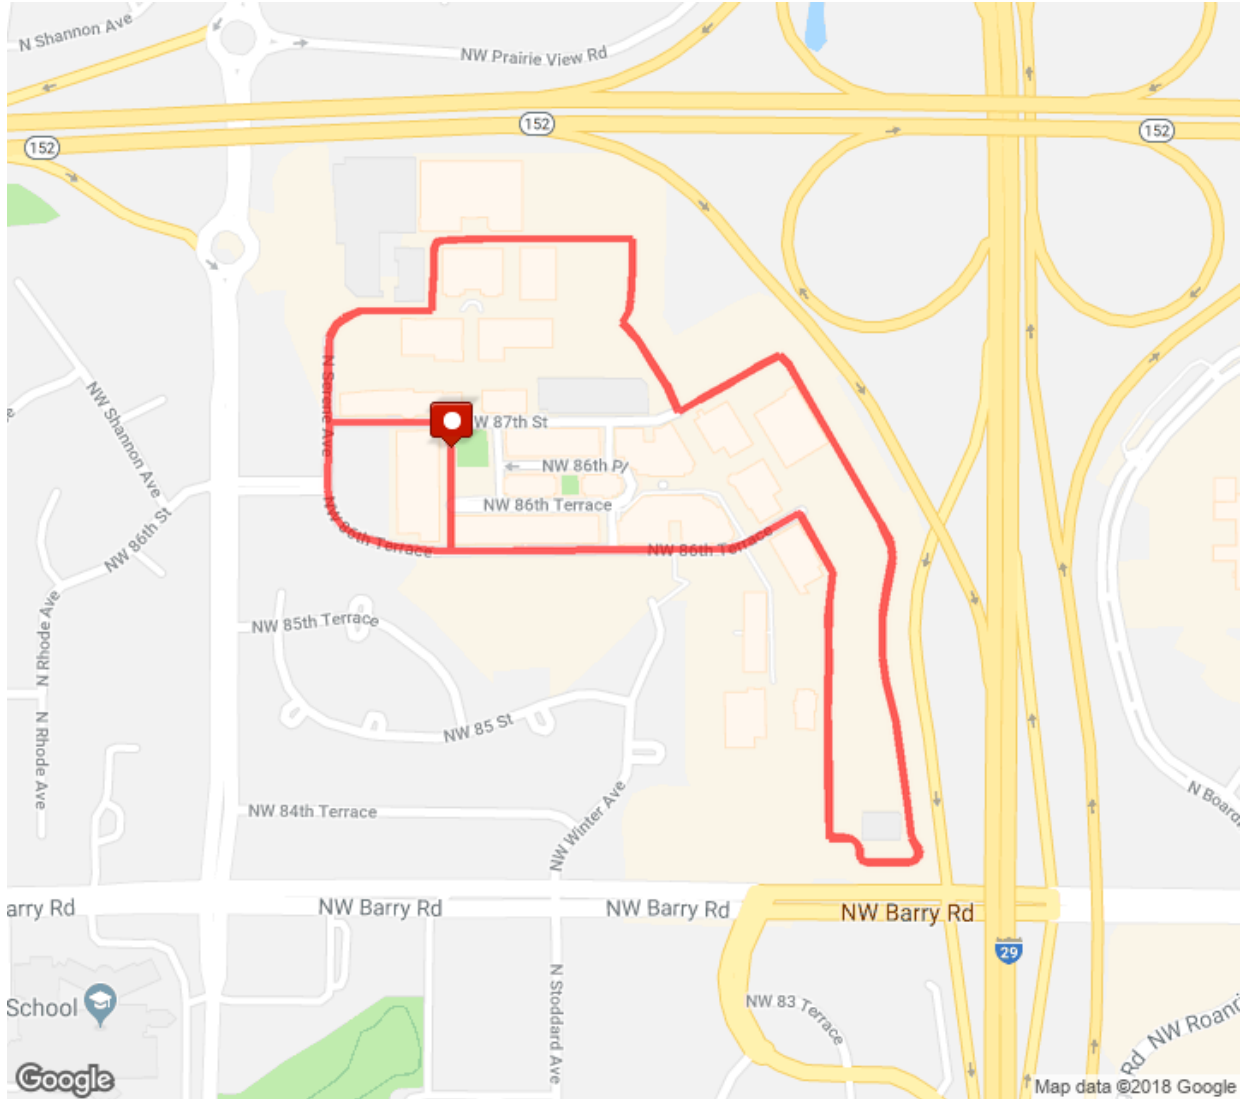 N Shannon Ave
NW Prairie View Rd
152
152
152
N Serene Ave
NW Shannon Ave
W 87th St
NW 86th Pl
NW 86th Terrace
NW 86th St
NW 86th Terrace
NW 86th Terrace
N Rhode Ave
NW 85th Terrace
N Rhode Ave
NW 85 St
NW 84th Terrace
NW Winter Ave
N Board
arry Rd
NW Barry Rd
NW Barry Rd
NW Barry Rd
29
School
N Stoddard Ave
NW 83 Terrace
NW Roanri
Rd
Google
Map data ©2018 Google